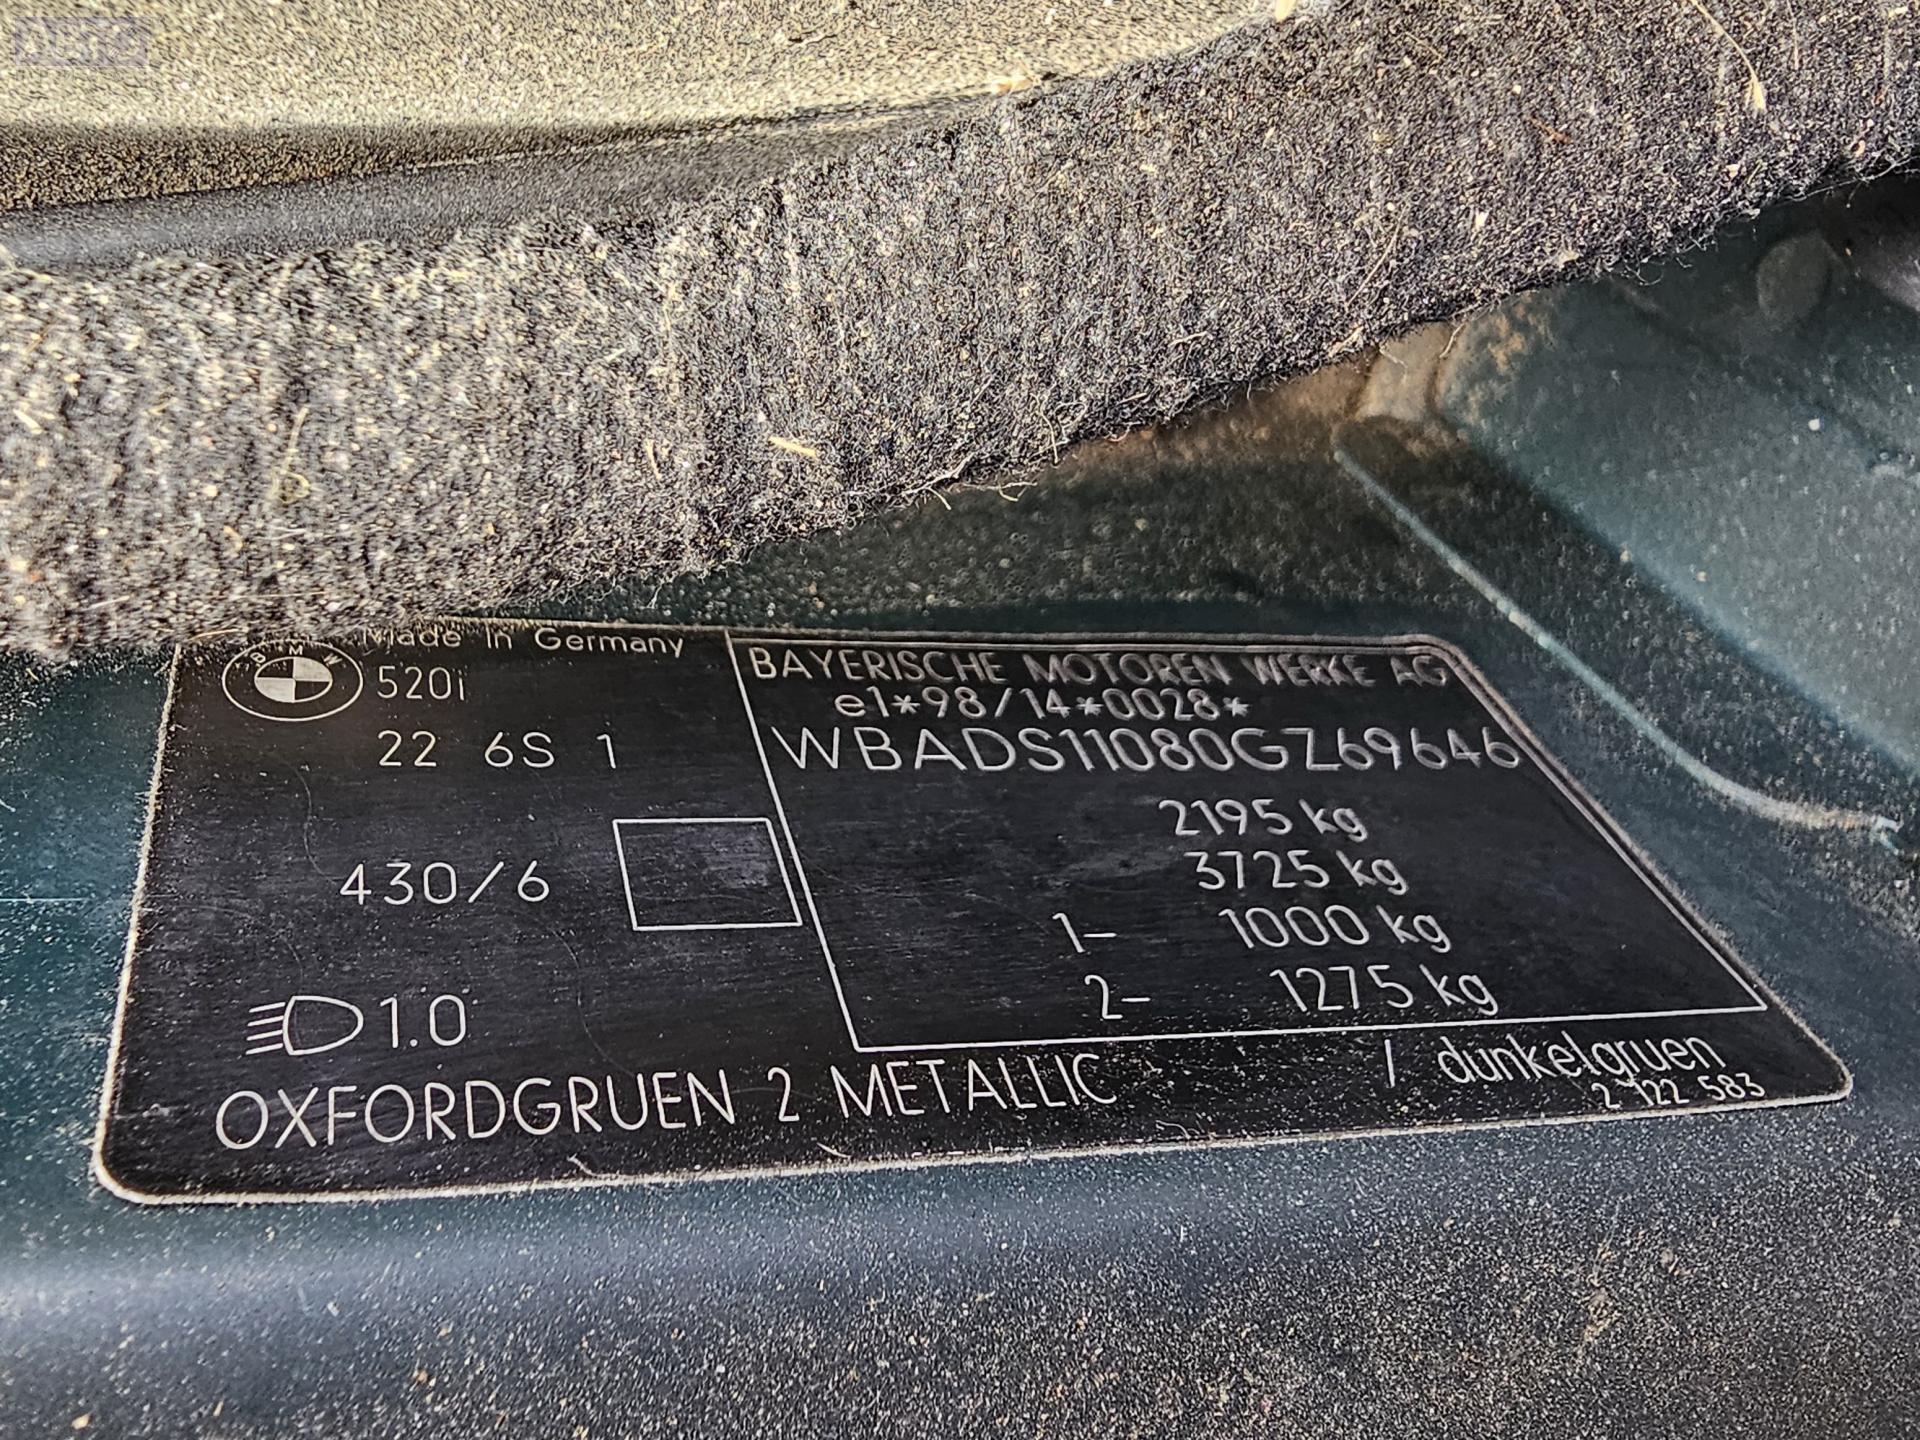 Made in Germany
BMW
520i
22 6S 1
430/6
1.0
BAYERISCHE MOTOREN WERKE AG
e1*98/14*0028*
WBADS11080GZ69646
2195 kg
3725 kg
1- 1000 kg
2- 1275 kg
OXFORDGRUEN 2 METALLIC / dunkelgruen
2 122 583